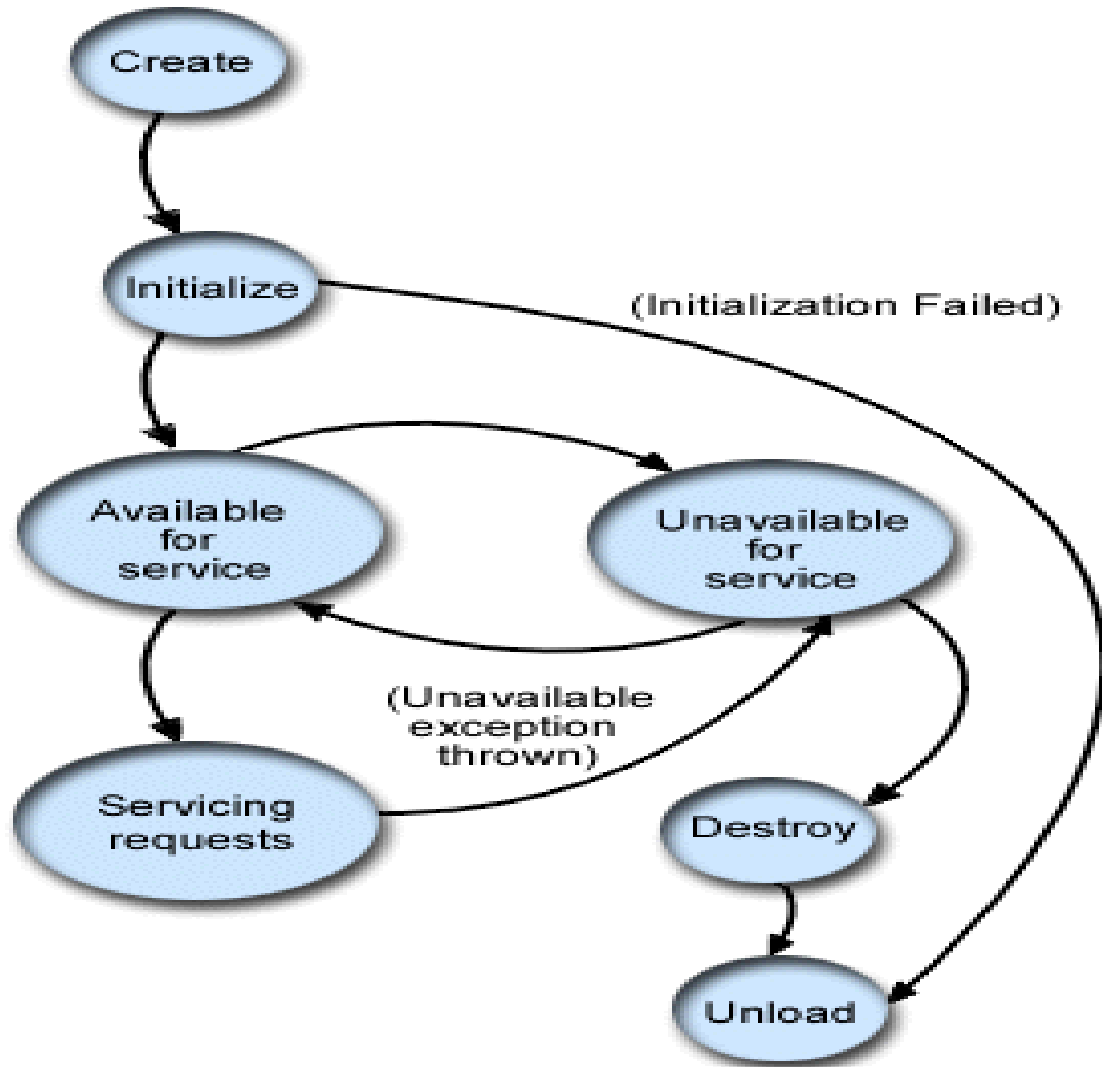 Create
Initialize
(Initialization Failed)
Available
for
service
Unavailable
for
service
(Unavailable
exception
thrown)
Servicing
requests
Destroy
Unload